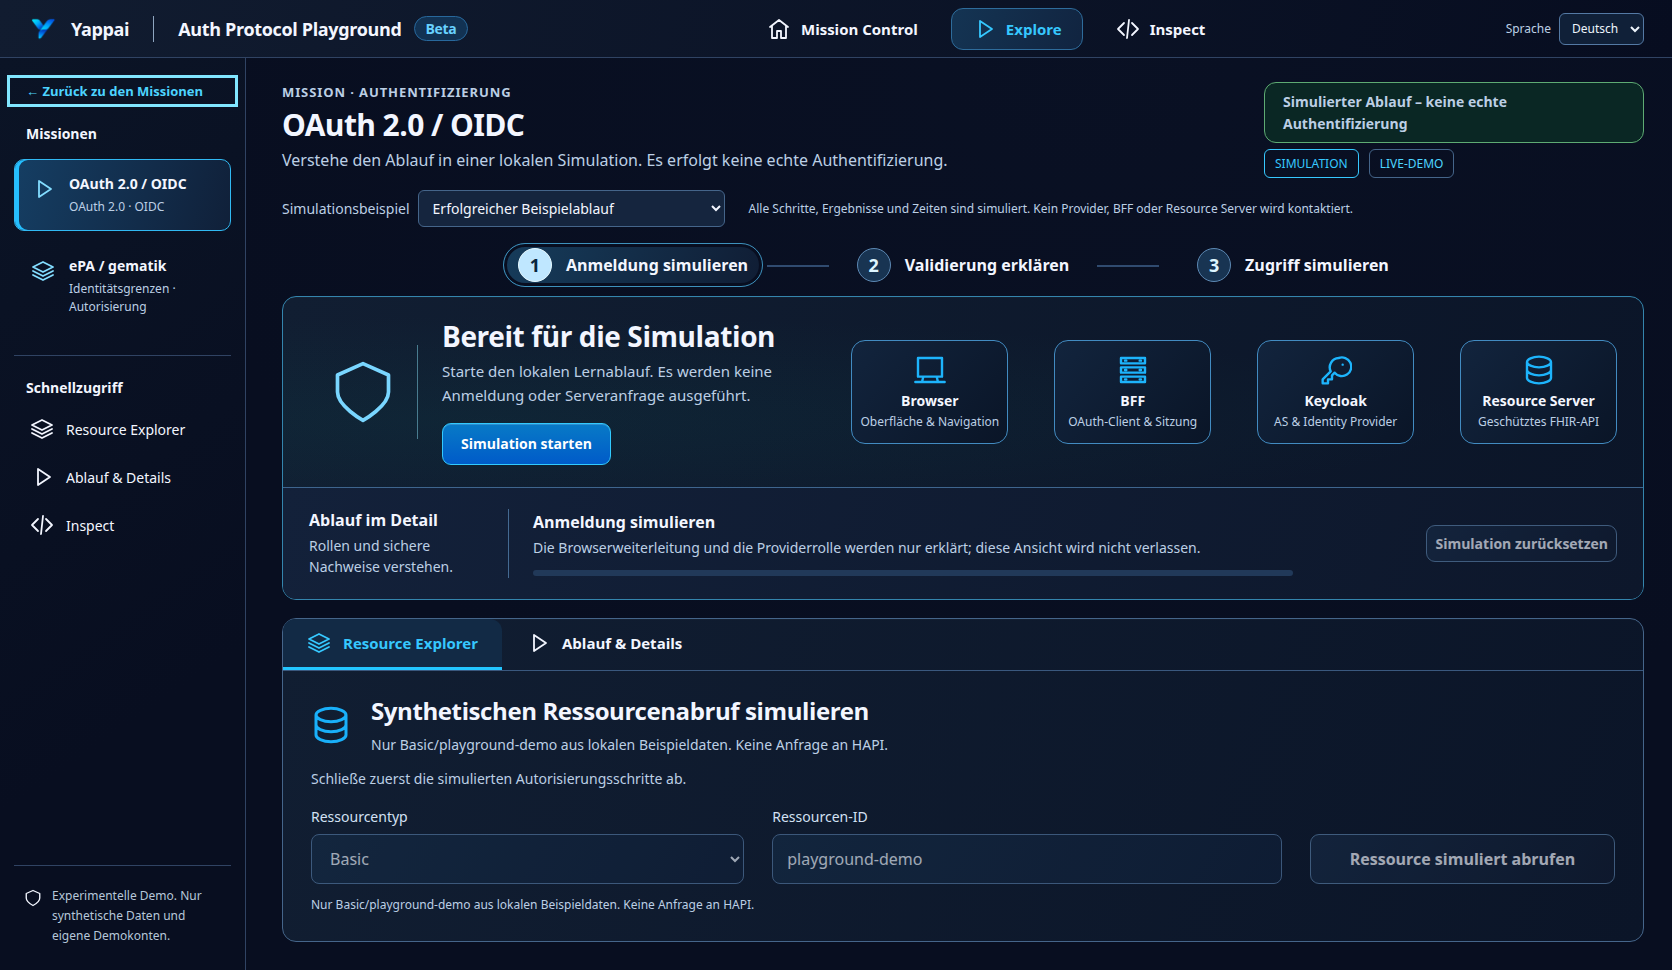 Yappai
Auth Protocol Playground
Beta
Mission Control
Explore
Inspect
Sprache
Deutsch
← Zurück zu den Missionen
Missionen
OAuth 2.0 / OIDC
OAuth 2.0 · OIDC
ePA / gematik
Identitätsgrenzen ·
Autorisierung
Schnellzugriff
Resource Explorer
Ablauf & Details
Inspect
Experimentelle Demo. Nur
synthetische Daten und
eigene Demokonten.
MISSION · AUTHENTIFIZIERUNG
OAuth 2.0 / OIDC
Verstehe den Ablauf in einer lokalen Simulation. Es erfolgt keine echte Authentifizierung.
Simulierter Ablauf – keine echte
Authentifizierung
SIMULATION
LIVE-DEMO
Simulationsbeispiel
Erfolgreicher Beispielablauf
Alle Schritte, Ergebnisse und Zeiten sind simuliert. Kein Provider, BFF oder Resource Server wird kontaktiert.
1 Anmeldung simulieren
2 Validierung erklären
3 Zugriff simulieren
Bereit für die Simulation
Starte den lokalen Lernablauf. Es werden keine
Anmeldung oder Serveranfrage ausgeführt.
Simulation starten
Browser
Oberfläche & Navigation
BFF
OAuth-Client & Sitzung
Keycloak
AS & Identity Provider
Resource Server
Geschütztes FHIR-API
Ablauf im Detail
Rollen und sichere
Nachweise verstehen.
Anmeldung simulieren
Die Browserweiterleitung und die Providerrolle werden nur erklärt; diese Ansicht wird nicht verlassen.
Simulation zurücksetzen
Resource Explorer
Ablauf & Details
Synthetischen Ressourcenabruf simulieren
Nur Basic/playground-demo aus lokalen Beispieldaten. Keine Anfrage an HAPI.
Schließe zuerst die simulierten Autorisierungsschritte ab.
Ressourcentyp
Basic
Ressourcen-ID
playground-demo
Ressource simuliert abrufen
Nur Basic/playground-demo aus lokalen Beispieldaten. Keine Anfrage an HAPI.